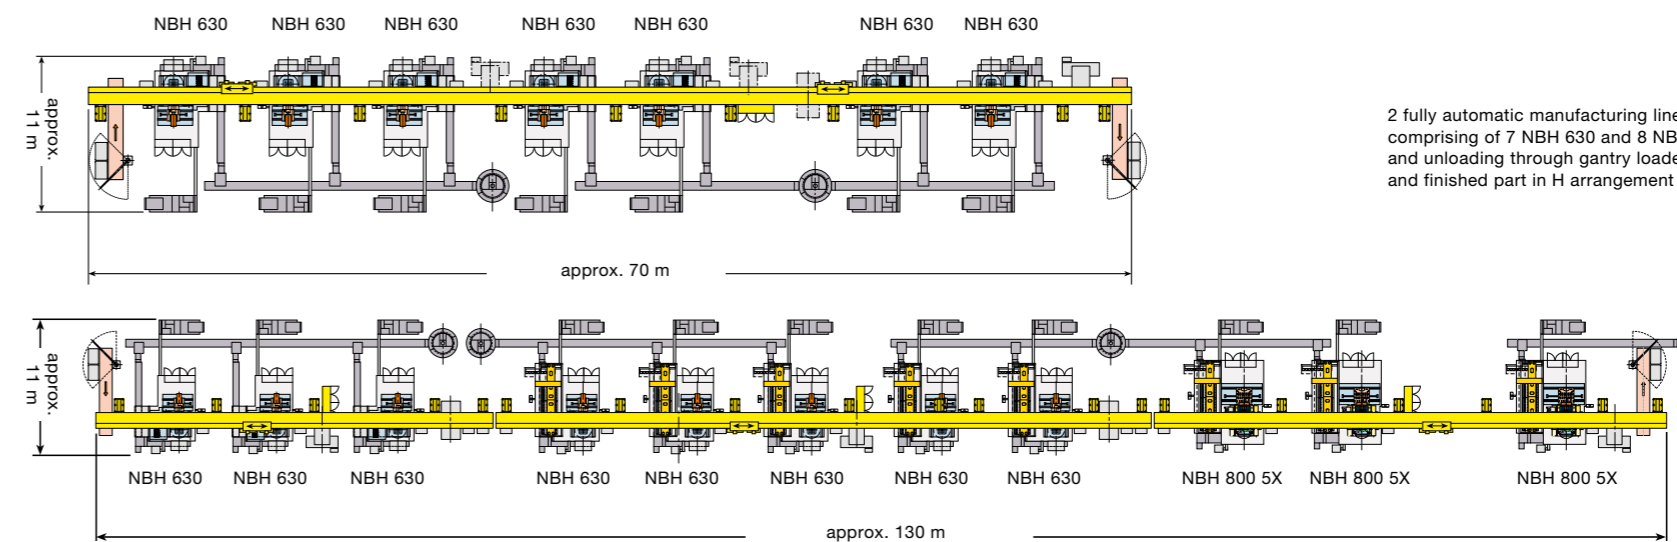 NBH 630 NBH 630 NBH 630 NBH 630 NBH 630 NBH 630 NBH 630
approx.
11 m
2 fully automatic manufacturing line
comprising of 7 NBH 630 and 8 NB
and unloading through gantry loade
and finished part in H arrangement
approx. 70 m
approx.
11 m
NBH 630 NBH 630 NBH 630 NBH 630 NBH 630 NBH 630 NBH 630 NBH 630 NBH 800 5X NBH 800 5X NBH 800 5X
approx. 130 m